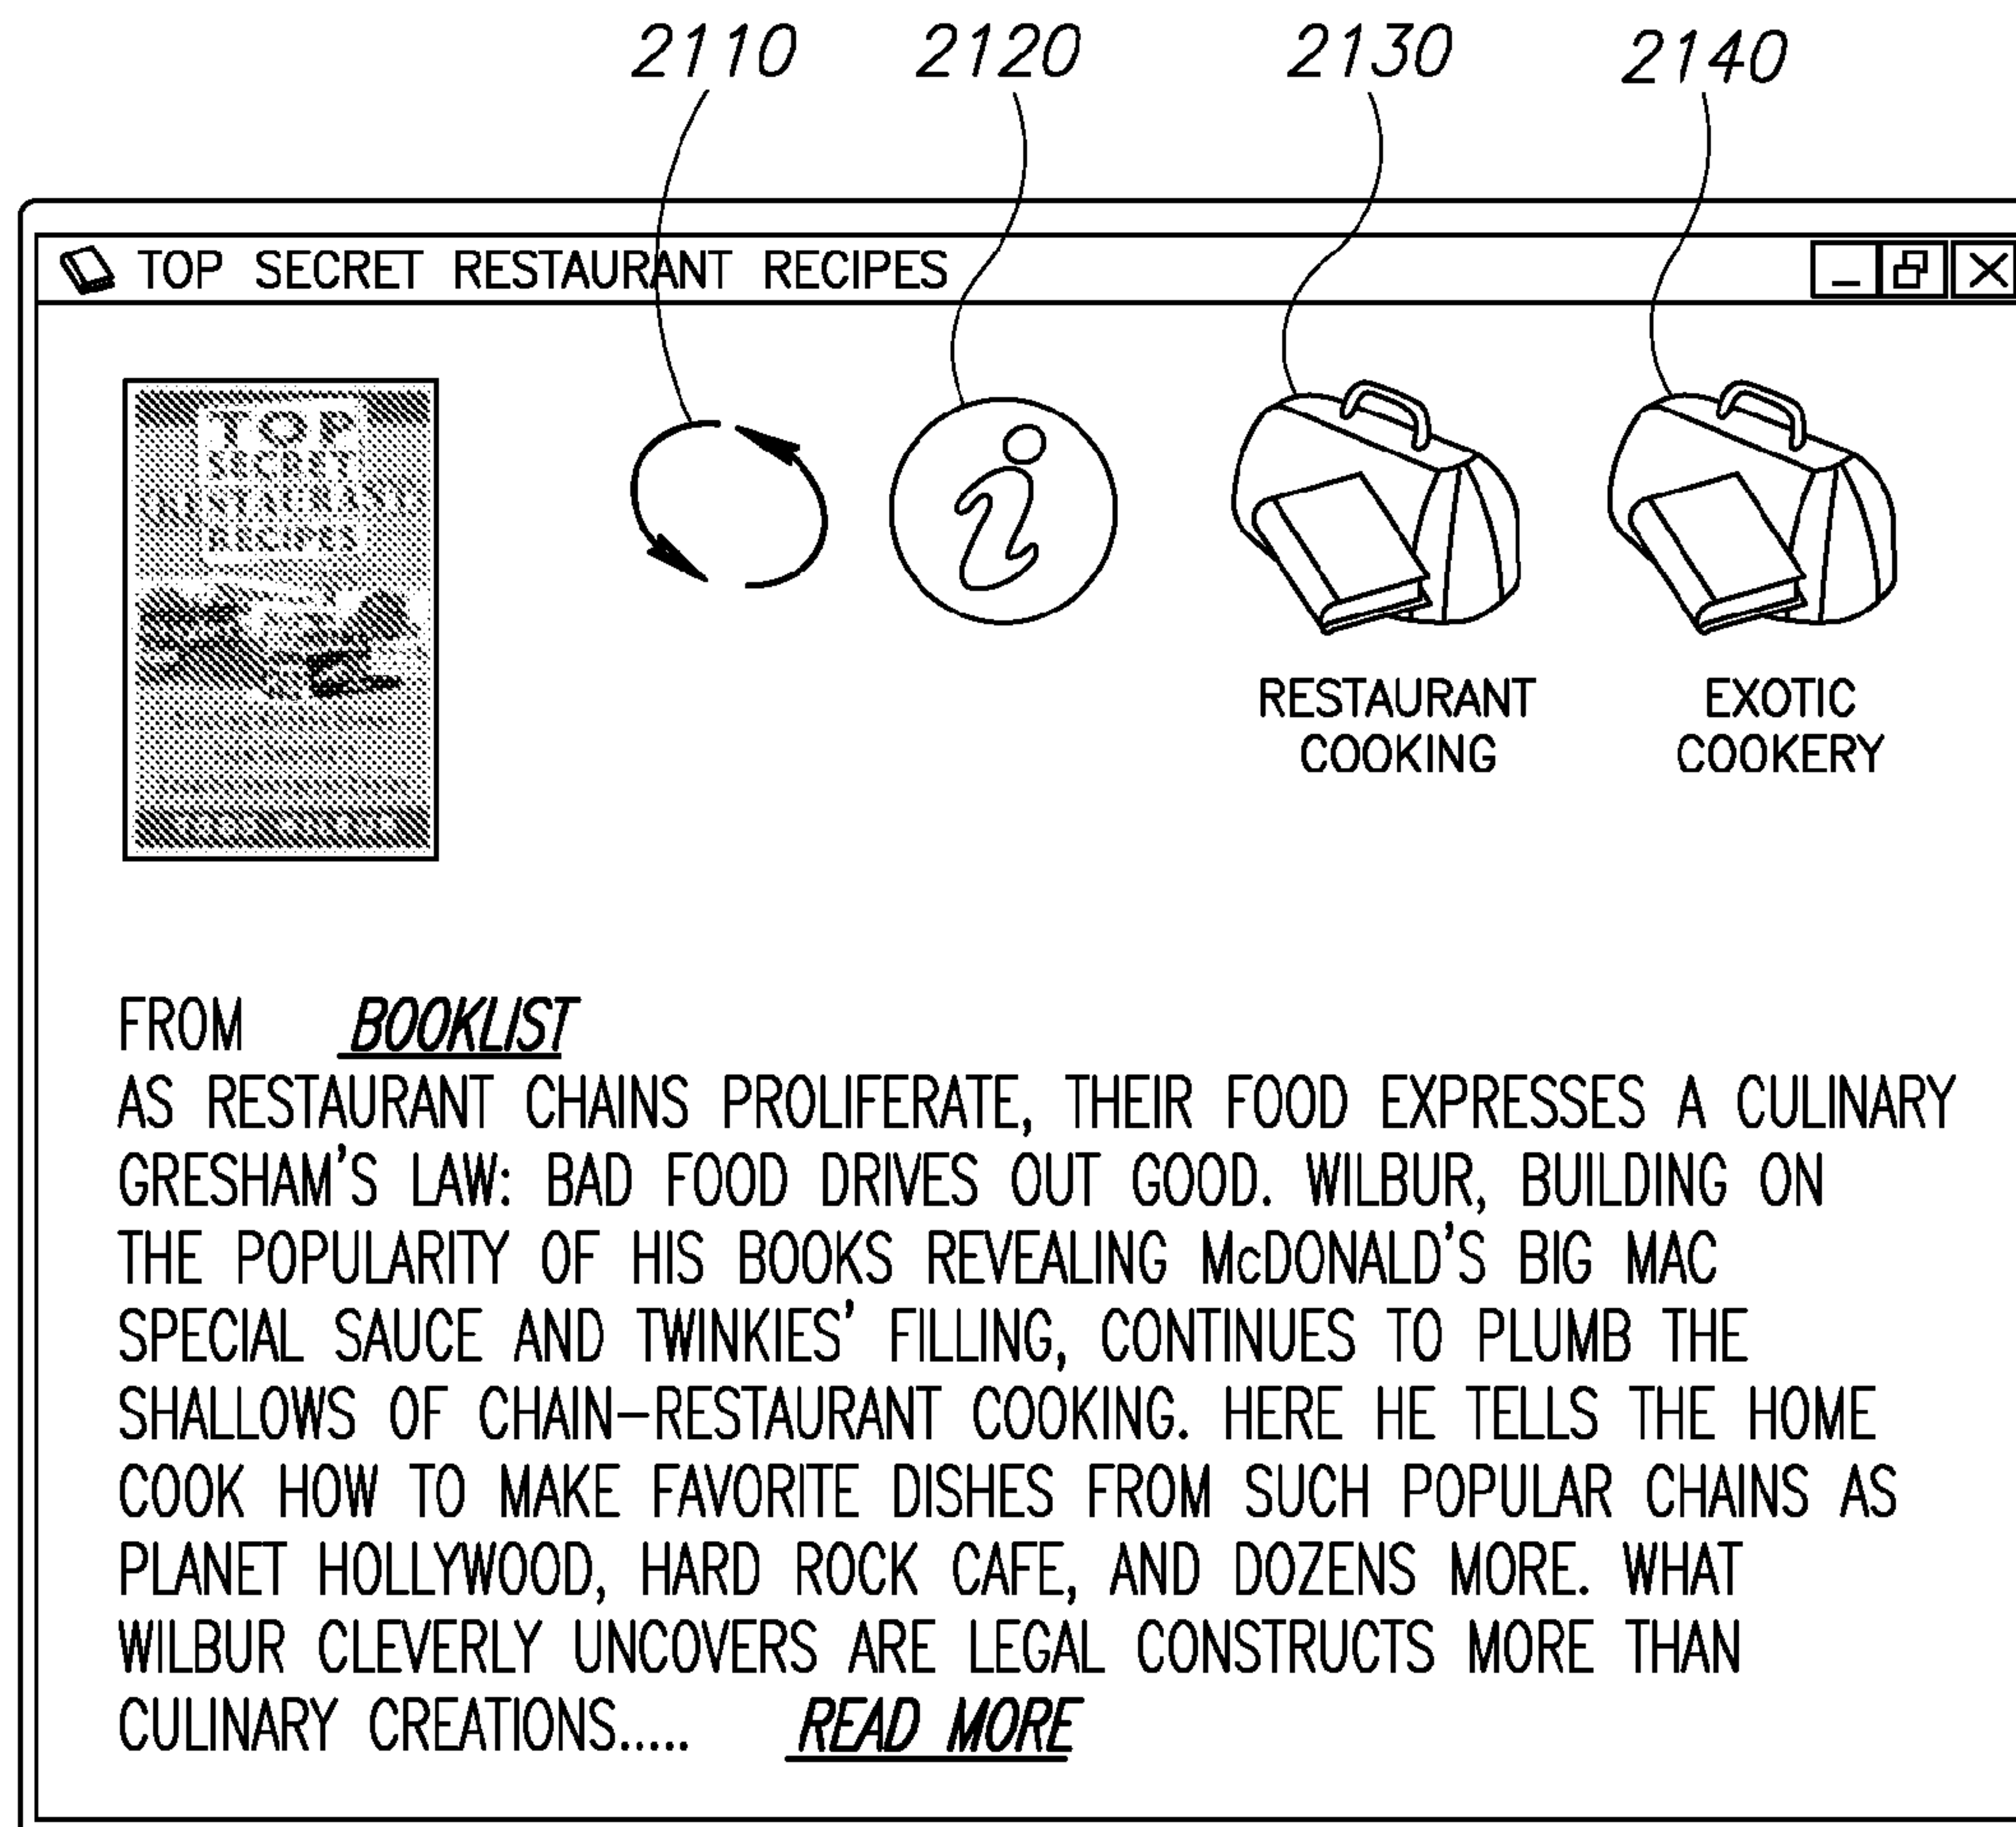 2110 2120 2130 2140
TOP SECRET RESTAURANT RECIPES
TOP
SECRET
RESTAURANT
RECIPES
RESTAURANT
COOKING
EXOTIC
COOKERY
FROM BOOKLIST
AS RESTAURANT CHAINS PROLIFERATE, THEIR FOOD EXPRESSES A CULINARY
GRESHAM'S LAW: BAD FOOD DRIVES OUT GOOD. WILBUR, BUILDING ON
THE POPULARITY OF HIS BOOKS REVEALING McDONALD'S BIG MAC
SPECIAL SAUCE AND TWINKIES' FILLING, CONTINUES TO PLUMB THE
SHALLOWS OF CHAIN-RESTAURANT COOKING. HERE HE TELLS THE HOME
COOK HOW TO MAKE FAVORITE DISHES FROM SUCH POPULAR CHAINS AS
PLANET HOLLYWOOD, HARD ROCK CAFE, AND DOZENS MORE. WHAT
WILBUR CLEVERLY UNCOVERS ARE LEGAL CONSTRUCTS MORE THAN
CULINARY CREATIONS..... READ MORE